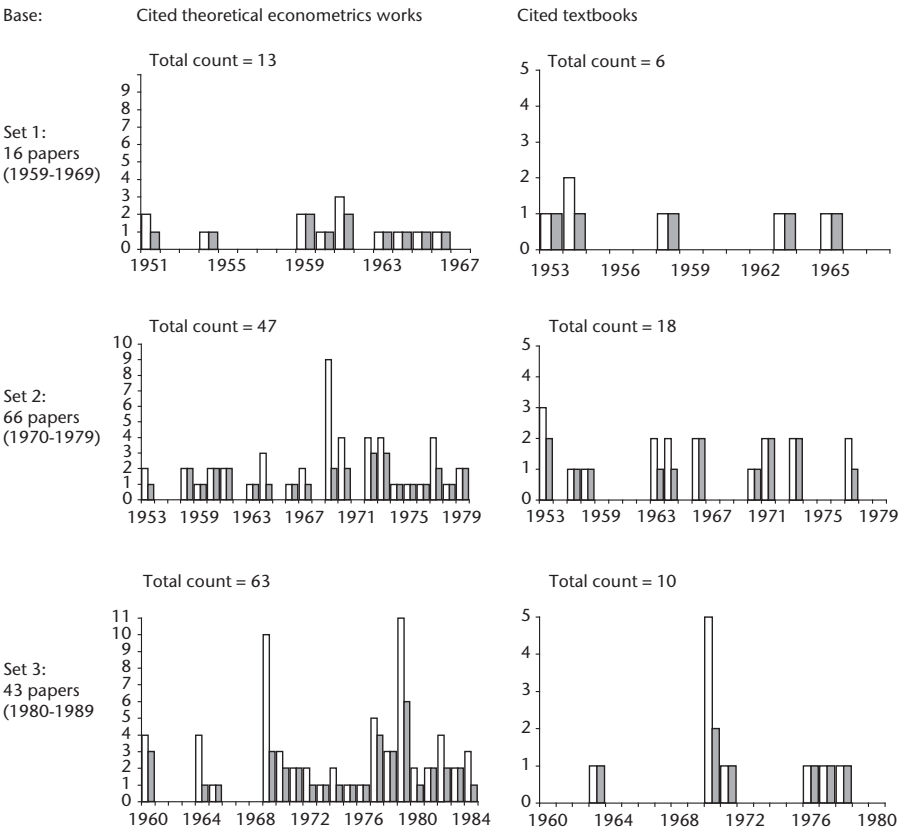 Base: Cited theoretical econometrics works Cited textbooks
Set 1:
16 papers
(1959-1969)
Total count = 13
9
8
7
6
5
4
3
2
1
0
1951 1955 1959 1963 1967
Total count = 6
5
4
3
2
1
0
1953 1956 1959 1962 1965
Set 2:
66 papers
(1970-1979)
Total count = 47
10
9
8
7
6
5
4
3
2
1
0
1953 1959 1963 1967 1971 1975 1979
Total count = 18
5
4
3
2
1
0
1953 1959 1963 1967 1971 1975 1979
Set 3:
43 papers
(1980-1989
Total count = 63
11
10
9
8
7
6
5
4
3
2
1
0
1960 1964 1968 1972 1976 1980 1984
Total count = 10
5
4
3
2
1
0
1960 1964 1968 1972 1976 1980